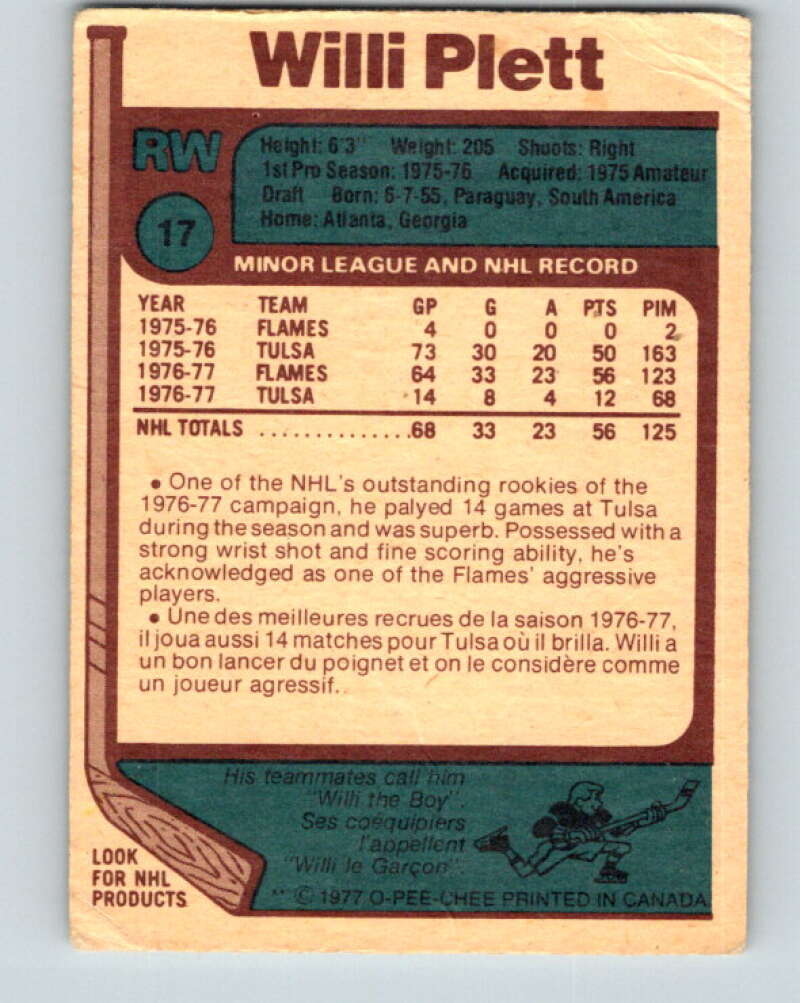 Willi Plett
RW
Height: 6'3" Weight: 205 Shoots: Right
1st Pro Season: 1975-76 Acquired: 1975 Amateur
Draft Born: 6-7-55, Paraguay, South America
Home: Atlanta, Georgia
17
MINOR LEAGUE AND NHL RECORD
YEAR TEAM GP G A PTS PIM
1975-76 FLAMES 4 0 0 0 2
1975-76 TULSA 73 30 20 50 163
1976-77 FLAMES 64 33 23 56 123
1976-77 TULSA 14 8 4 12 68
NHL TOTALS ..............68 33 23 56 125
• One of the NHL's outstanding rookies of the
1976-77 campaign, he palyed 14 games at Tulsa
during the season and was superb. Possessed with a
strong wrist shot and fine scoring ability, he's
acknowledged as one of the Flames' aggressive
players.
• Une des meilleures recrues de la saison 1976-77,
il joua aussi 14 matches pour Tulsa où il brilla. Willi a
un bon lancer du poignet et on le considère comme
un joueur agressif.
His teammates call him
"Willi the Boy".
Ses coéquipiers
l'appellent
"Willi le Garçon".
LOOK
FOR NHL
PRODUCTS
** © 1977 O-PEE-CHEE PRINTED IN CANADA